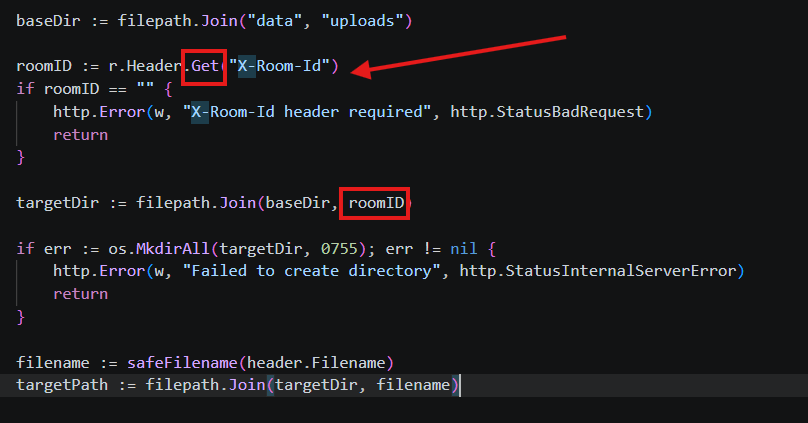 baseDir := filepath.Join("data", "uploads")
roomID := r.Header.Get("X-Room-Id")
if roomID == "" {
http.Error(w, "X-Room-Id header required", http.StatusBadRequest)
return
}
targetDir := filepath.Join(baseDir, roomID)
if err := os.MkdirAll(targetDir, 0755); err != nil {
http.Error(w, "Failed to create directory", http.StatusInternalServerError)
return
}
filename := safeFilename(header.Filename)
targetPath := filepath.Join(targetDir, filename)